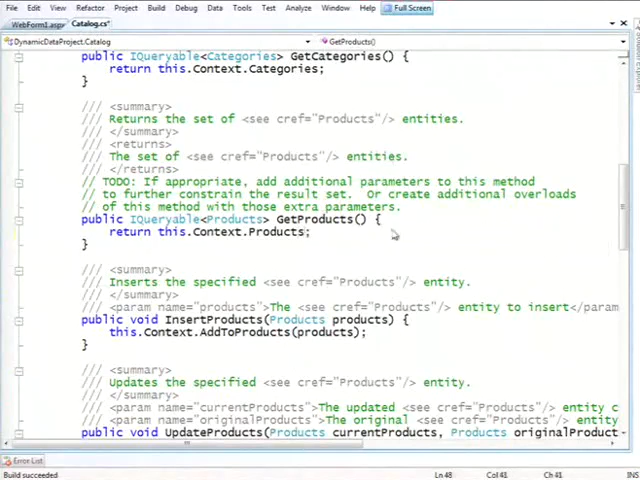 File Edit View Refactor Project Build Debug Data Tools Test Analyze Window Help Full Screen
WebForm1.aspx Catalog.cs*
DynamicDataProject.Catalog GetProducts()
public IQueryable<Categories> GetCategories() {
return this.Context.Categories;
}
/// <summary>
/// Returns the set of <see cref="Products"/> entities.
/// </summary>
/// <returns>
/// The set of <see cref="Products"/> entities.
/// </returns>
// TODO: If appropriate, add additional parameters to this method
// to further constrain the result set.  Or create additional overloads
// of this method with those extra parameters.
public IQueryable<Products> GetProducts() {
return this.Context.Products;
}
/// <summary>
/// Inserts the specified <see cref="Products"/> entity.
/// </summary>
/// <param name="products">The <see cref="Products"/> entity to insert</param
public void InsertProducts(Products products) {
this.Context.AddToProducts(products);
}
/// <summary>
/// Updates the specified <see cref="Products"/> entity.
/// </summary>
/// <param name="currentProducts">The updated <see cref="Products"/> entity c
/// <param name="originalProducts">The original <see cref="Products"/> entity
public void UpdateProducts(Products currentProducts, Products originalProduct
Error List
Build succeeded Ln 48 Col 41 Ch 41 INS